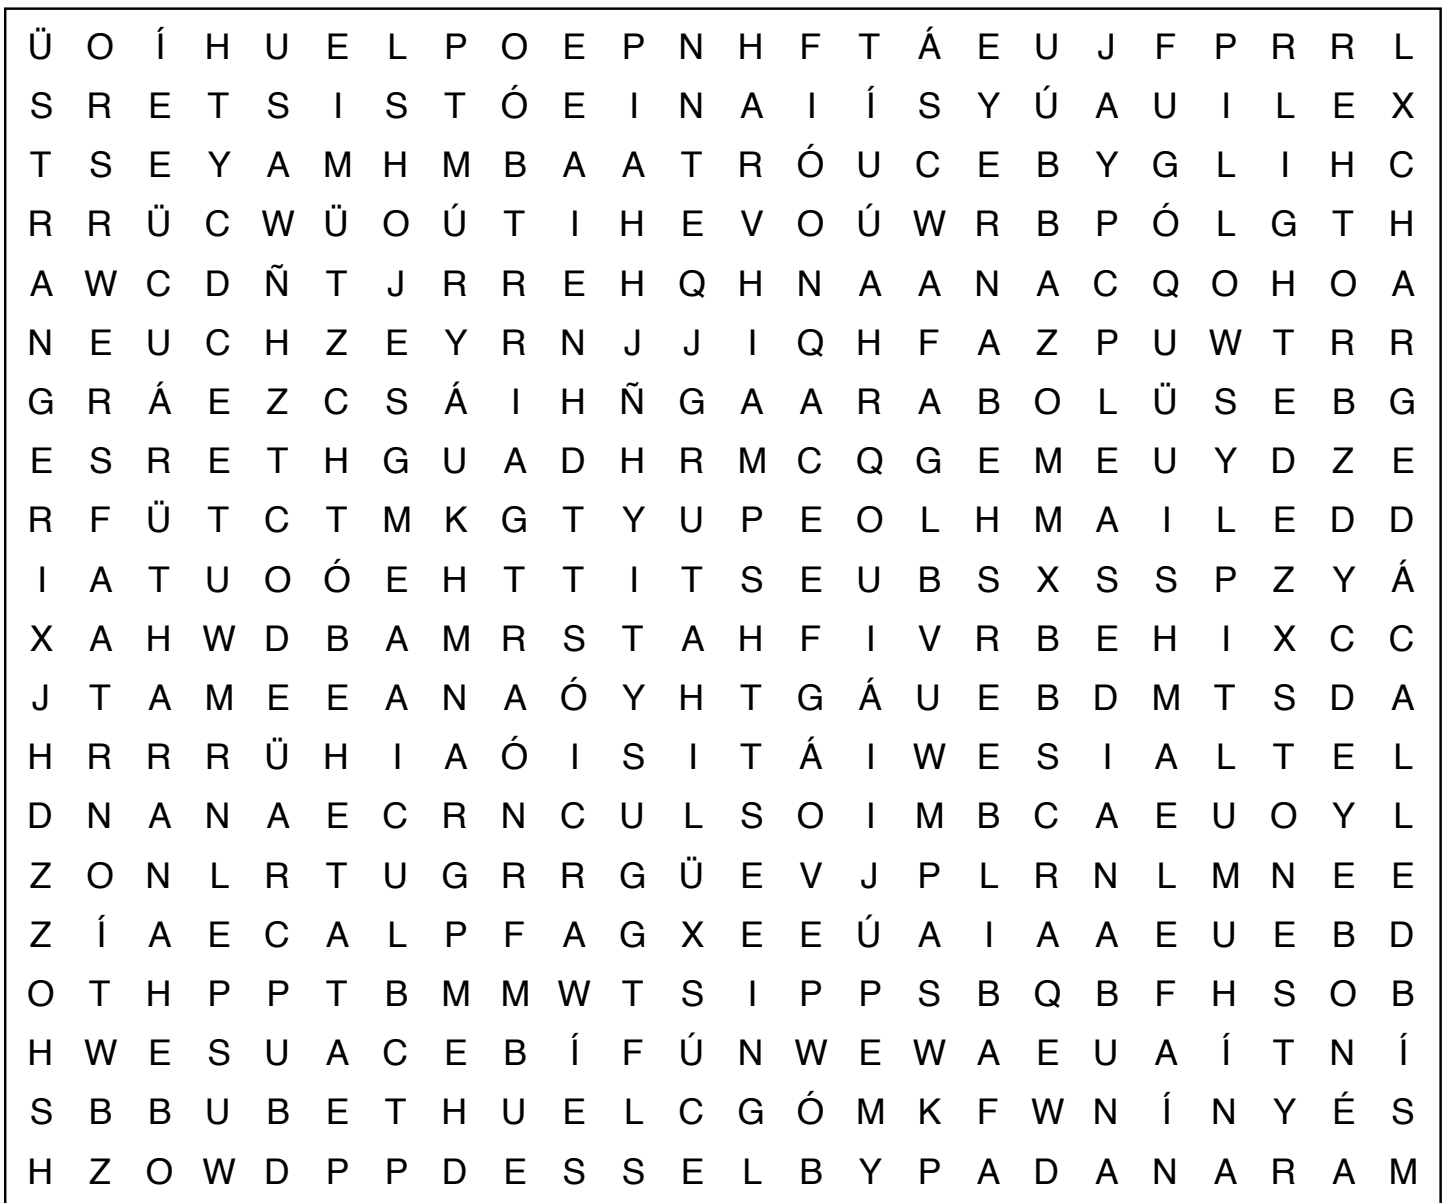 Ü O Í H U E L P O E P N H F T Á E U J F P R R L
S R E T S I S T Ó E I N A I Í S Y Ú A U I L E X
T S E Y A M H M B A A T R Ó U C E B Y G L I H C
R R Ü C W Ü O Ú T I H E V O Ú W R B P Ó L G T H
A W C D Ñ T J R R E H Q H N A A N A C Q O H O A
N E U C H Z E Y R N J J I Q H F A Z P U W T R R
G R Á E Z C S Á I H Ñ G A A R A B O L Ü S E B G
E S R E T H G U A D H R M C Q G E M E U Y D Z E
R F Ü T C T M K G T Y U P E O L H M A I L E D D
I A T U O Ó E H T T I T S E U B S X S S P Z Y Á
X A H W D B A M R S T A H F I V R B E H I X C C
J T A M E E A N A Ó Y H T G Á U E B D M T S D A
H R R R Ü H I A Ó I S I T Á I W E S I A L T E L
D N A N A E C R N C U L S O I M B C A E U O Y L
Z O N L R T U G R R G Ü E V J P L R N L M N E E
Z Í A E C A L P F A G X E E Ú A I A A E U E B D
O T H P P T B M M W T S I P P S B Q B F H S O B
H W E S U A C E B Í F Ú N W E W A E U A Í T N Í
S B B U B E T H U E L C G Ó M K F W N Í N Y É S
H Z O W D P P D E S S E L B Y P A D A N A R A M